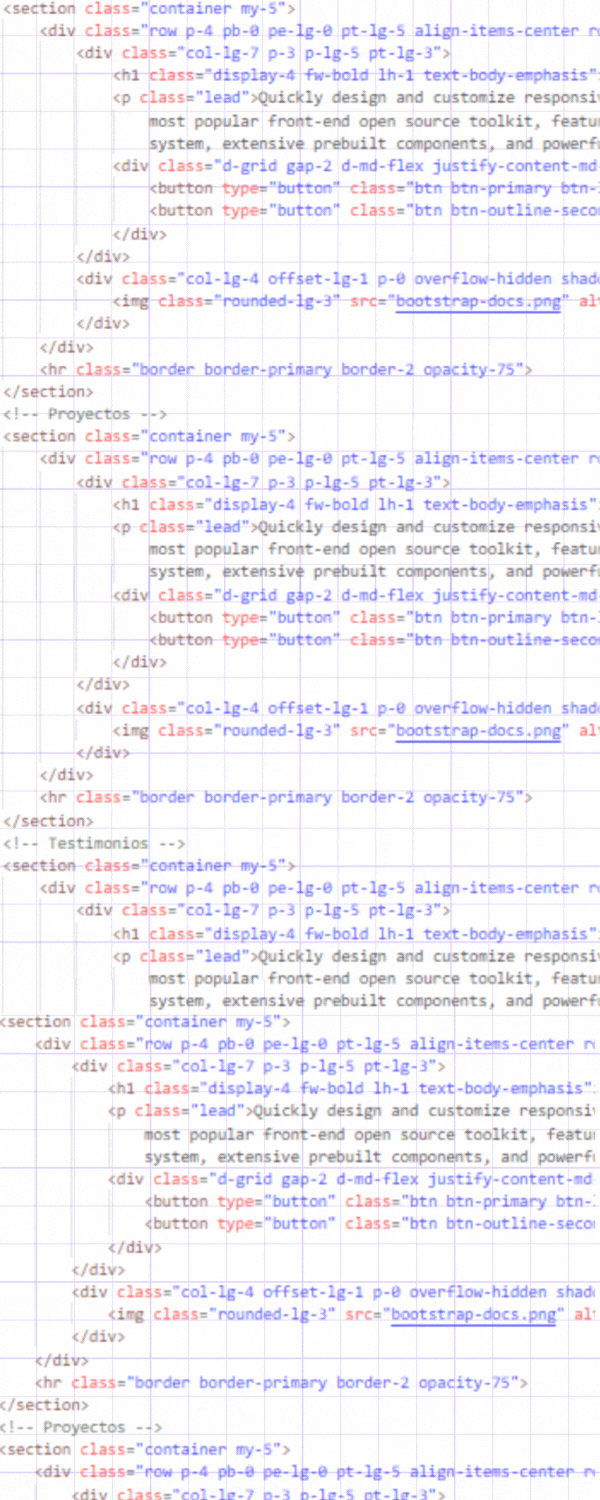 <section class="container my-5">
<div class="row p-4 pb-0 pe-lg-0 pt-lg-5 align-items-center
<div class="col-lg-7 p-3 p-lg-5 pt-lg-3">
<h1 class="display-4 fw-bold lh-1 text-body-emphasis"
<p class="lead">Quickly design and customize responsiv
most popular front-end open source toolkit, featu
system, extensive prebuilt components, and powerf
<div class="d-grid gap-2 d-md-flex justify-content-md
<button type="button" class="btn btn-primary btn-
<button type="button" class="btn btn-outline-seco
</div>
</div>
<div class="col-lg-4 offset-lg-1 p-0 overflow-hidden shad
<img class="rounded-lg-3" src="bootstrap-docs.png" al
</div>
</div>
<hr class="border border-primary border-2 opacity-75">
</section>
<!-- Proyectos -->
<section class="container my-5">
<div class="row p-4 pb-0 pe-lg-0 pt-lg-5 align-items-center
<div class="col-lg-7 p-3 p-lg-5 pt-lg-3">
<h1 class="display-4 fw-bold lh-1 text-body-emphasis"
<p class="lead">Quickly design and customize responsiv
most popular front-end open source toolkit, featu
system, extensive prebuilt components, and powerf
<div class="d-grid gap-2 d-md-flex justify-content-md
<button type="button" class="btn btn-primary btn-
<button type="button" class="btn btn-outline-seco
</div>
</div>
<div class="col-lg-4 offset-lg-1 p-0 overflow-hidden shad
<img class="rounded-lg-3" src="bootstrap-docs.png" al
</div>
</div>
<hr class="border border-primary border-2 opacity-75">
</section>
<!-- Testimonios -->
<section class="container my-5">
<div class="row p-4 pb-0 pe-lg-0 pt-lg-5 align-items-center
<div class="col-lg-7 p-3 p-lg-5 pt-lg-3">
<h1 class="display-4 fw-bold lh-1 text-body-emphasis"
<p class="lead">Quickly design and customize responsiv
most popular front-end open source toolkit, featu
system, extensive prebuilt components, and powerf
<section class="container my-5">
<div class="row p-4 pb-0 pe-lg-0 pt-lg-5 align-items-center
<div class="col-lg-7 p-3 p-lg-5 pt-lg-3">
<h1 class="display-4 fw-bold lh-1 text-body-emphasis"
<p class="lead">Quickly design and customize responsiv
most popular front-end open source toolkit, featu
system, extensive prebuilt components, and powerf
<div class="d-grid gap-2 d-md-flex justify-content-md
<button type="button" class="btn btn-primary btn-
<button type="button" class="btn btn-outline-seco
</div>
</div>
<div class="col-lg-4 offset-lg-1 p-0 overflow-hidden shad
<img class="rounded-lg-3" src="bootstrap-docs.png" al
</div>
</div>
<hr class="border border-primary border-2 opacity-75">
</section>
<!-- Proyectos -->
<section class="container my-5">
<div class="row p-4 pb-0 pe-lg-0 pt-lg-5 align-items-center
<div class="col-lg-7 p-3 p-lg-5 pt-lg-3">